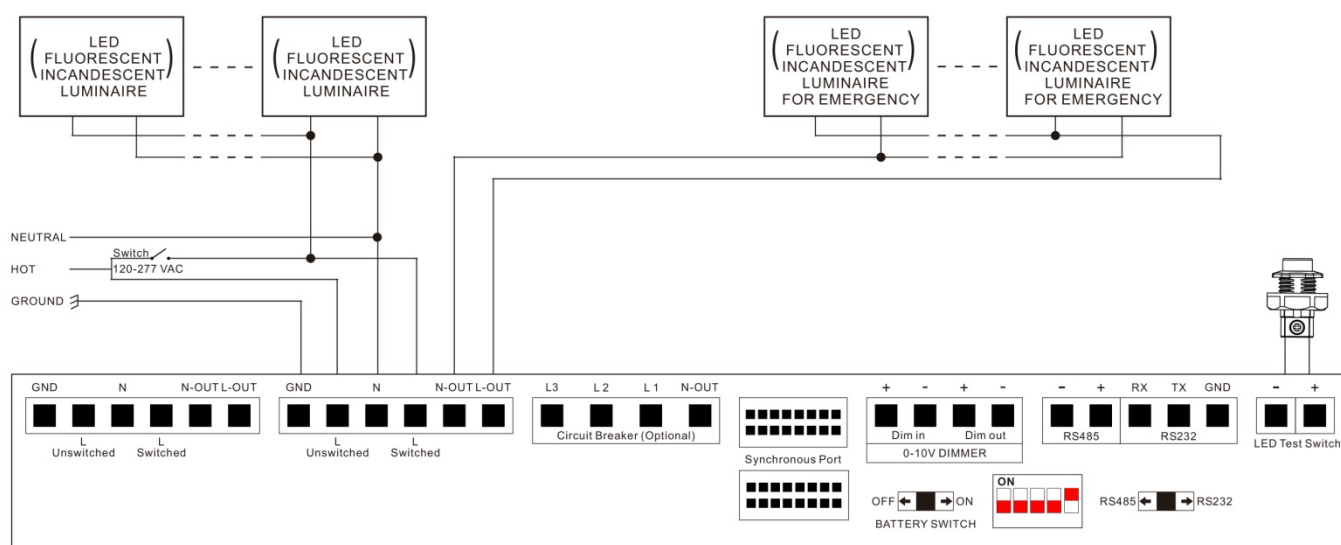 LED
FLUORESCENT
INCANDESCENT
LUMINAIRE
LED
FLUORESCENT
INCANDESCENT
LUMINAIRE
LED
FLUORESCENT
INCANDESCENT
LUMINAIRE
FOR EMERGENCY
LED
FLUORESCENT
INCANDESCENT
LUMINAIRE
FOR EMERGENCY
NEUTRAL
Switch
HOT
120-277 VAC
GROUND
GND N N-OUT L-OUT
L L
Unswitched Switched
GND N N-OUT L-OUT
L L
Unswitched Switched
L3 L2 L1 N-OUT
Circuit Breaker (Optional)
Synchronous Port
+ - + -
Dim in Dim out
0-10V DIMMER
- + RX TX GND
RS485 RS232
- +
LED Test Switch
OFF ON
BATTERY SWITCH
ON
RS485 RS232